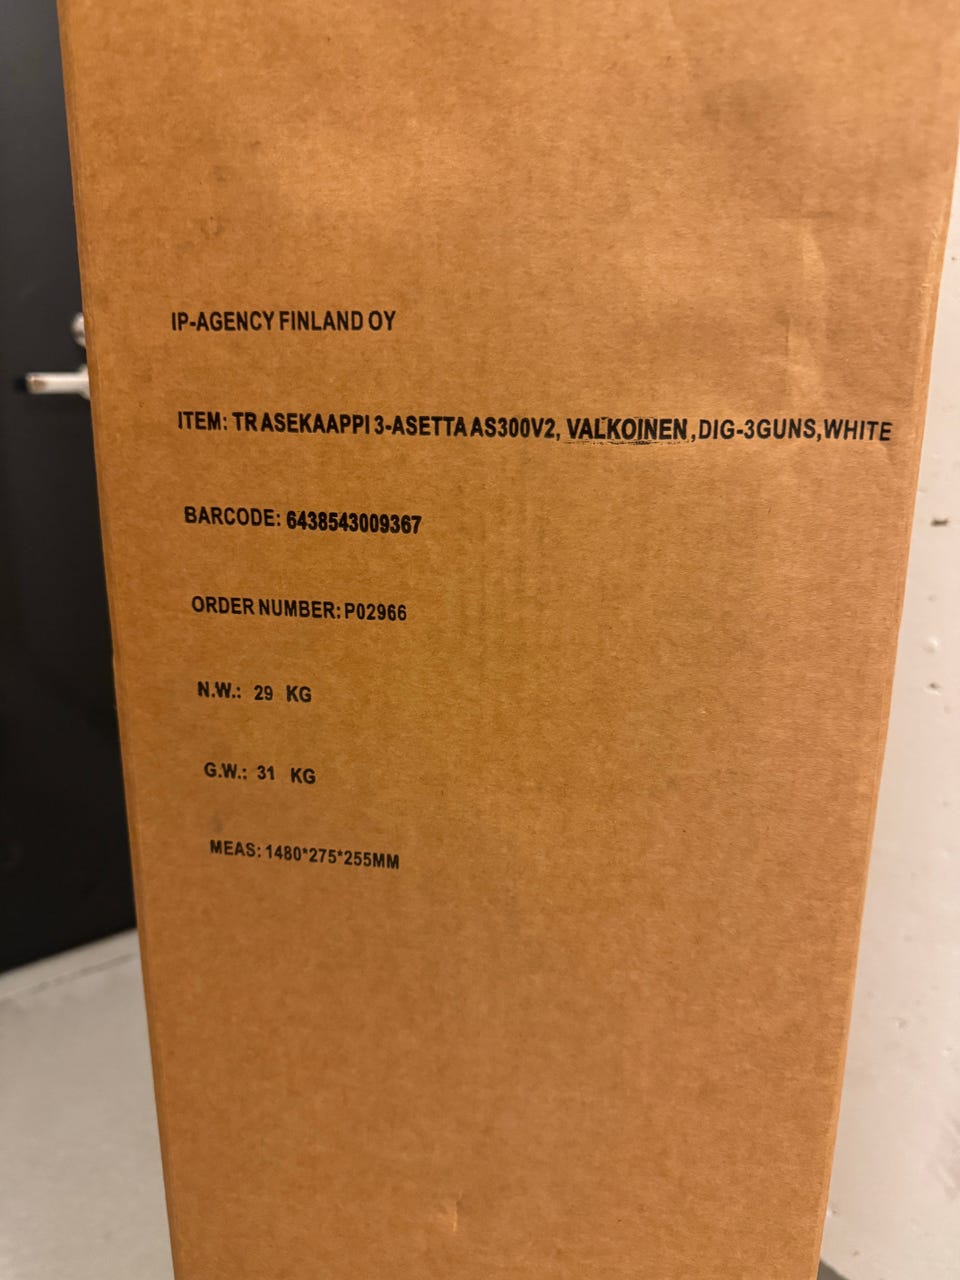 IP-AGENCY FINLAND OY
ITEM: TR ASEKAAPPI 3-ASETTA AS300V2, VALKOINEN,DIG-3GUNS,WHITE
BARCODE: 6438543009367
ORDER NUMBER: P02966
N.W.: 29 KG
G.W.: 31 KG
MEAS: 1480*275*255MM